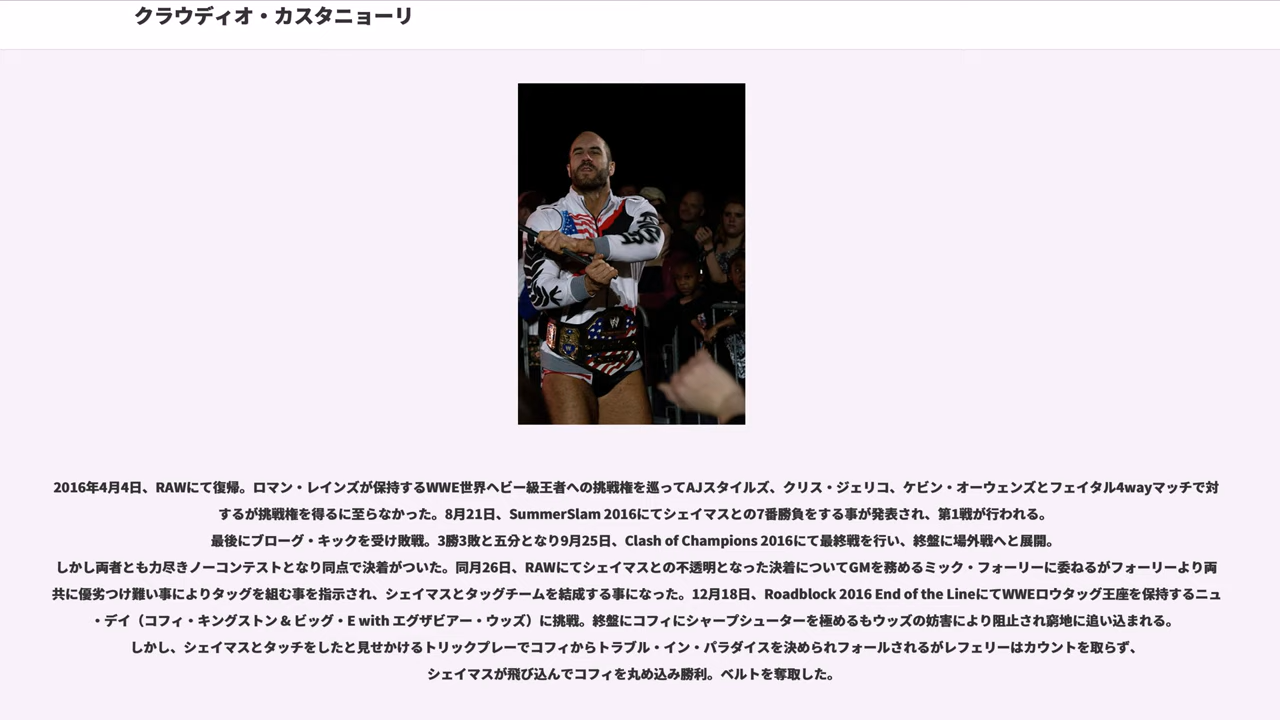 クラウディオ・カスタニョーリ
2016年4月4日、RAWにて復帰。ロマン・レインズが保持するWWE世界ヘビー級王者への挑戦権を巡ってAJスタイルズ、クリス・ジェリコ、ケビン・オーウェンズとフェイタル4wayマッチで対
するが挑戦権を得るに至らなかった。8月21日、SummerSlam 2016にてシェイマスとの7番勝負をする事が発表され、第1戦が行われる。
最後にブローグ・キックを受け敗戦。3勝3敗と五分となり9月25日、Clash of Champions 2016にて最終戦を行い、終盤に場外戦へと展開。
しかし両者とも力尽きノーコンテストとなり同点で決着がついた。同月26日、RAWにてシェイマスとの不透明となった決着についてGMを務めるミック・フォーリーに委ねるがフォーリーより両
共に優劣つけ難い事によりタッグを組む事を指示され、シェイマスとタッグチームを結成する事になった。12月18日、Roadblock 2016 End of the LineにてWWEロウタッグ王座を保持するニュ
・デイ（コフィ・キングストン & ビッグ・E with エグザビアー・ウッズ）に挑戦。終盤にコフィにシャープシューターを極めるもウッズの妨害により阻止され窮地に追い込まれる。
しかし、シェイマスとタッチをしたと見せかけるトリックプレーでコフィからトラブル・イン・パラダイスを決められフォールされるがレフェリーはカウントを取らず、
シェイマスが飛び込んでコフィを丸め込み勝利。ベルトを奪取した。